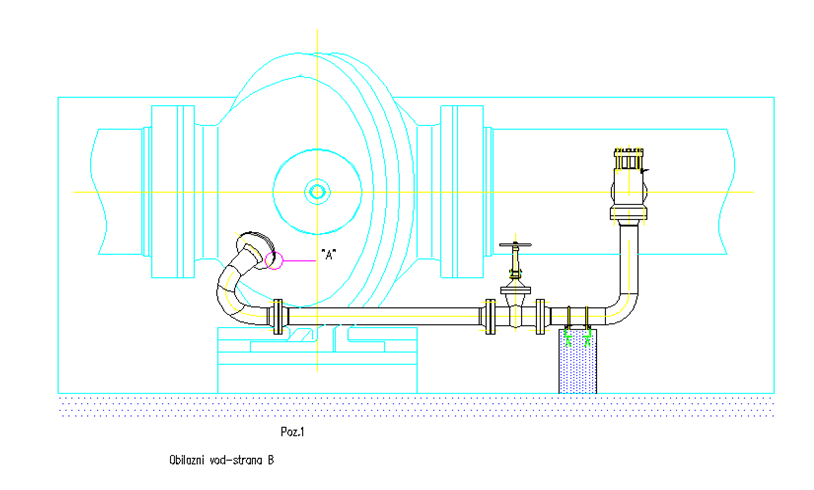 "A"
Poz.1
Obilazni vod-strana B